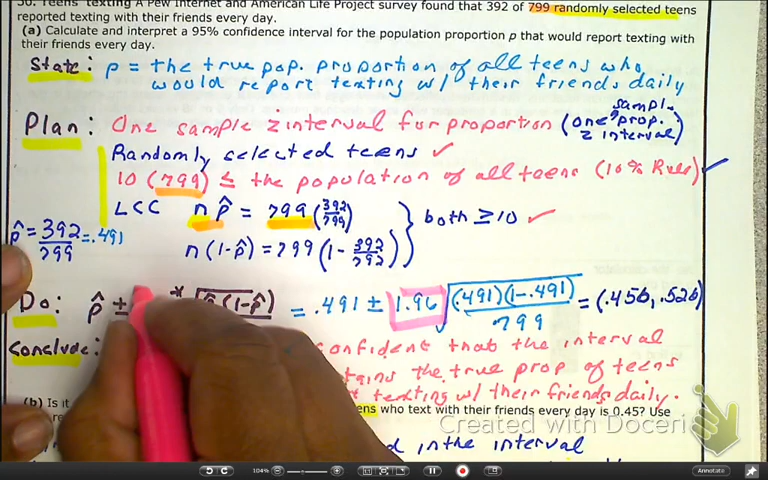 30. Teens texting A Pew Internet and American Life Project survey found that 392 of 799 randomly selected teens
reported texting with their friends every day.
(a) Calculate and interpret a 95% confidence interval for the population proportion p that would report texting with
their friends every day.
State: p = the true pop. proportion of all teens who
would report texting w/ their friends daily
Plan: One sample z interval for proportion (one sampl. prop. z interval)
Randomly selected teens ✓
10 (799) ≤ the population of all teens (10% Rule) ✓
LCC n p̂ = 799 (392/799)
both ≥10 ✓
p̂ = 392/799 = .491
n (1-p̂) = 799 (1 - 392/799)
Do: p̂ ± * √ (1-p̂) = .491 ± 1.96 √(.491)(1-.491)/799 = (.456, .526)
Conclude: confident that the interval
the true prop of teens
texting w/ their friends daily.
(b) Is it
teens who text with their friends every day is 0.45? Use
in the interval
Created with Doceri
104%
Annotate